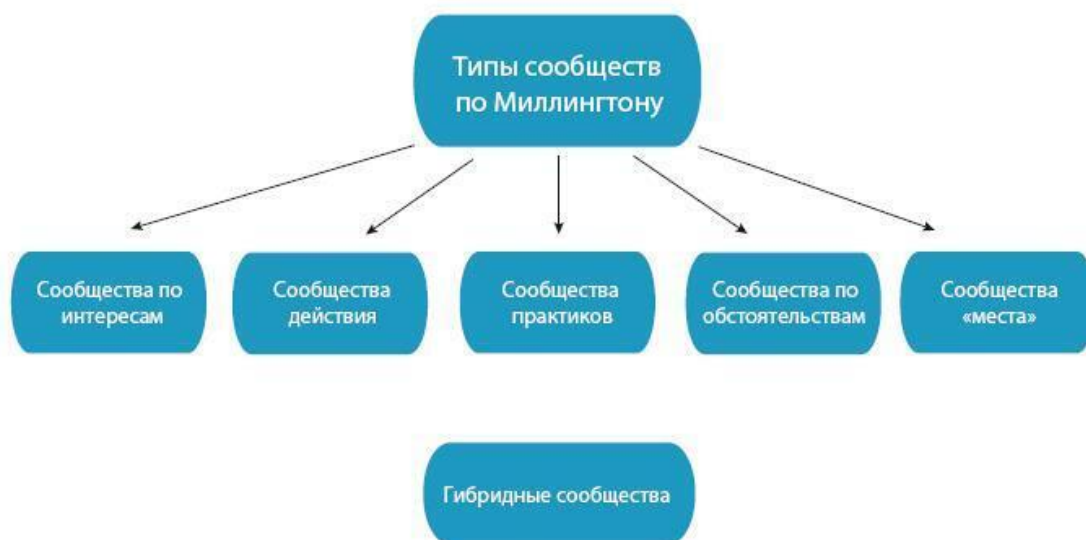 Типы сообществ
по Миллингтону
Сообщества по
интересам
Сообщества
действия
Сообщества
практиков
Сообщества по
обстоятельствам
Сообщества
«места»
Гибридные сообщества